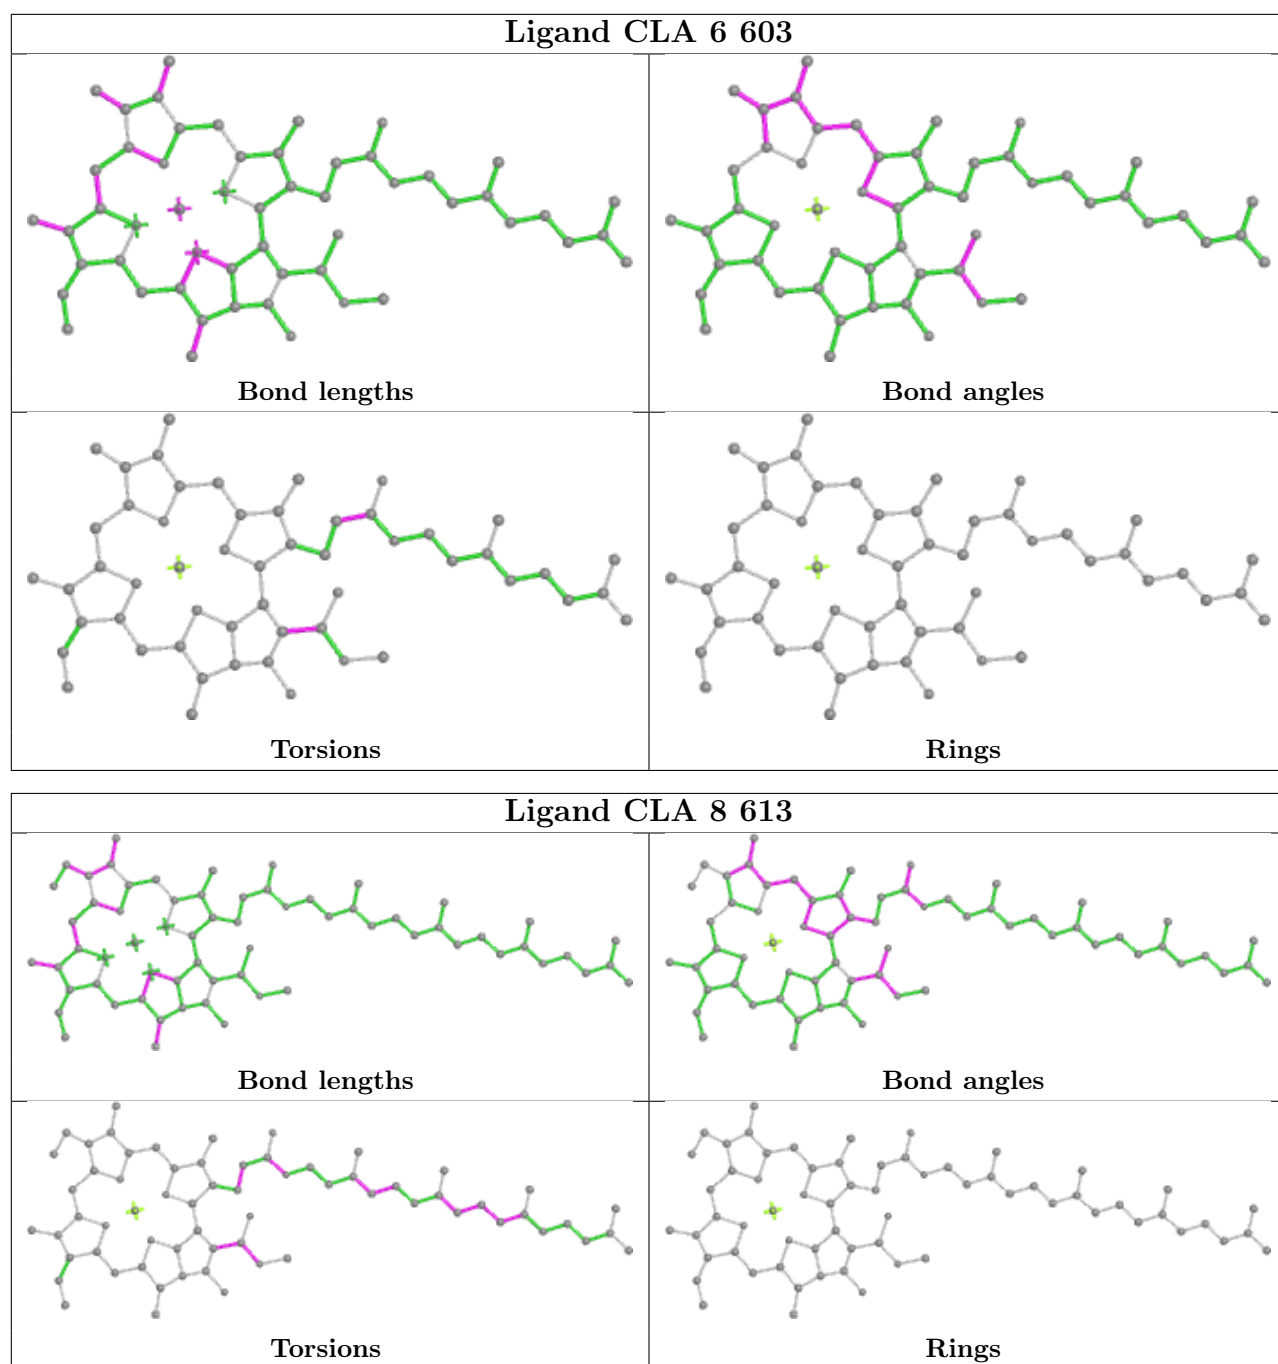 Ligand CLA 6 603
Bond lengths
Bond angles
Torsions
Rings
Ligand CLA 8 613
Bond lengths
Bond angles
Torsions
Rings